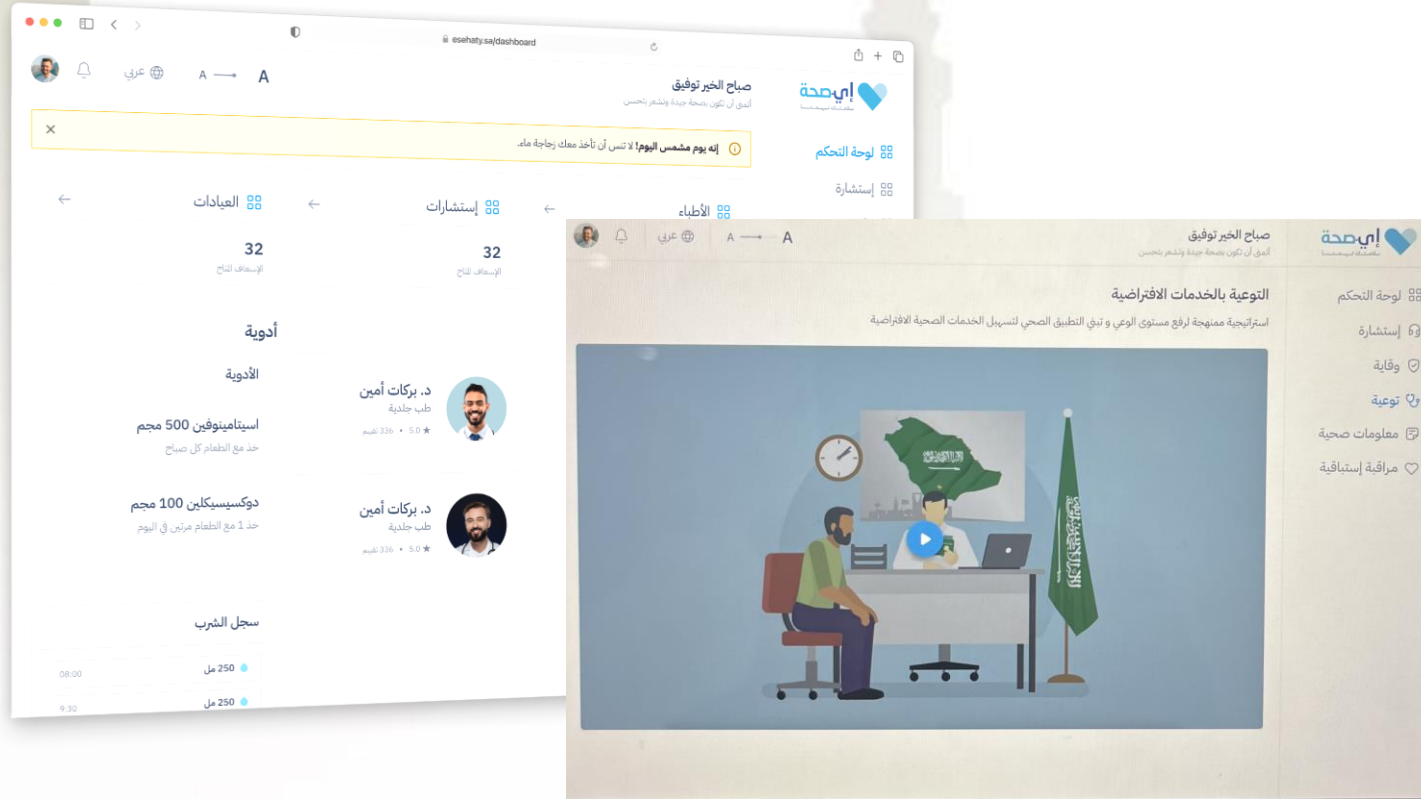 esehaty.sa/dashboard
إي صحة
صباح الخير توفيق
أتمنى أن تكون بصحة جيدة وتشعر بتحسن
عربي
A A
إنه يوم مشمس اليوم! لا تنس أن تأخذ معك زجاجة ماء.
لوحة التحكم
إستشارة
الأطباء
إستشارات
32
الإسعاف المتاح
العيادات
32
الإسعاف المتاح
د. بركات أمين
طب جلدية
5.0 • 336 تقييم
د. بركات أمين
طب جلدية
5.0 • 336 تقييم
أدوية
الأدوية
اسيتامينوفين 500 مجم
خذ مع الطعام كل صباح
دوكسيسيكلين 100 مجم
خذ 1 مع الطعام مرتين في اليوم
سجل الشرب
250 مل 08:00
250 مل 9:30
إي صحة
صباح الخير توفيق
أتمنى أن تكون بصحة جيدة وتشعر بتحسن
عربي
A A
لوحة التحكم
إستشارة
وقاية
توعية
معلومات صحية
مراقبة إستباقية
التوعية بالخدمات الافتراضية
استراتيجية ممنهجة لرفع مستوى الوعي و تبني التطبيق الصحي لتسهيل الخدمات الصحية الافتراضية